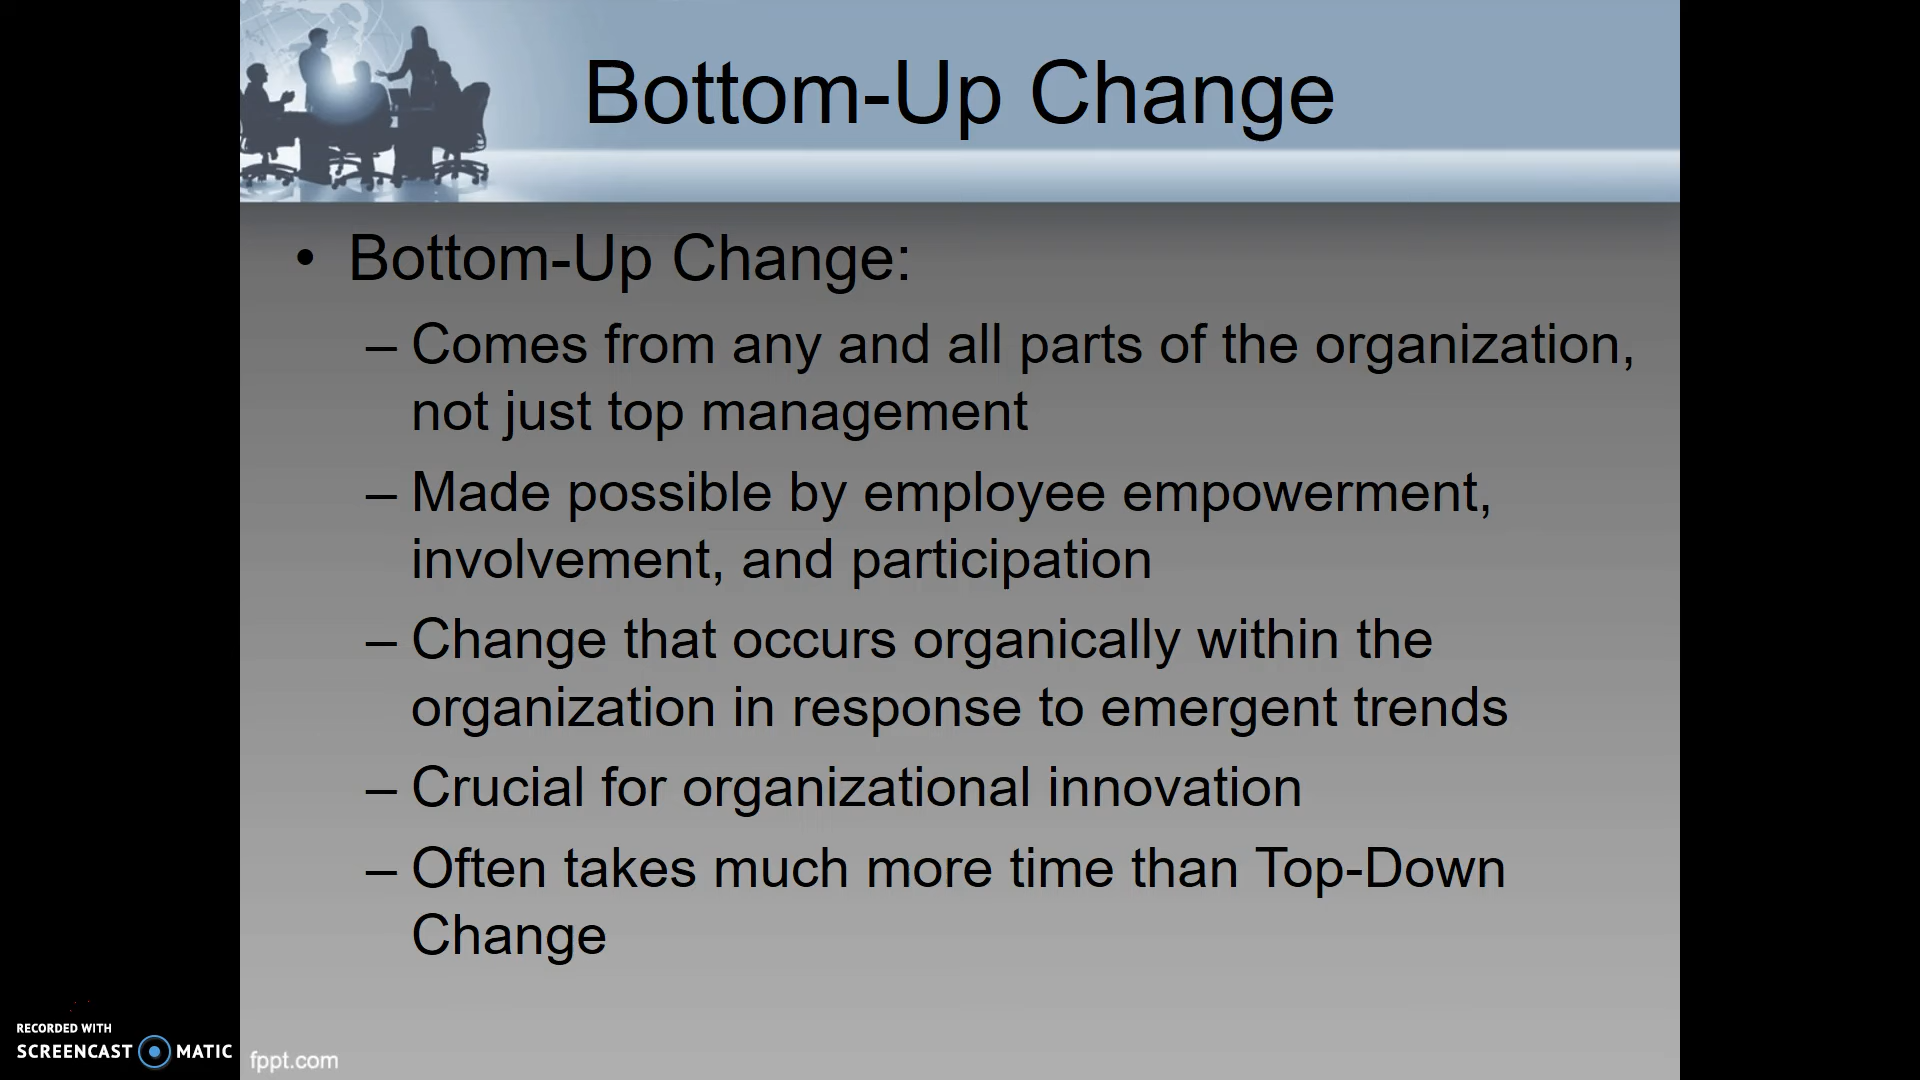 Bottom-Up Change
• Bottom-Up Change:
– Comes from any and all parts of the organization,
not just top management
– Made possible by employee empowerment,
involvement, and participation
– Change that occurs organically within the
organization in response to emergent trends
– Crucial for organizational innovation
– Often takes much more time than Top-Down
Change
RECORDED WITH
SCREENCAST MATIC
fppt.com